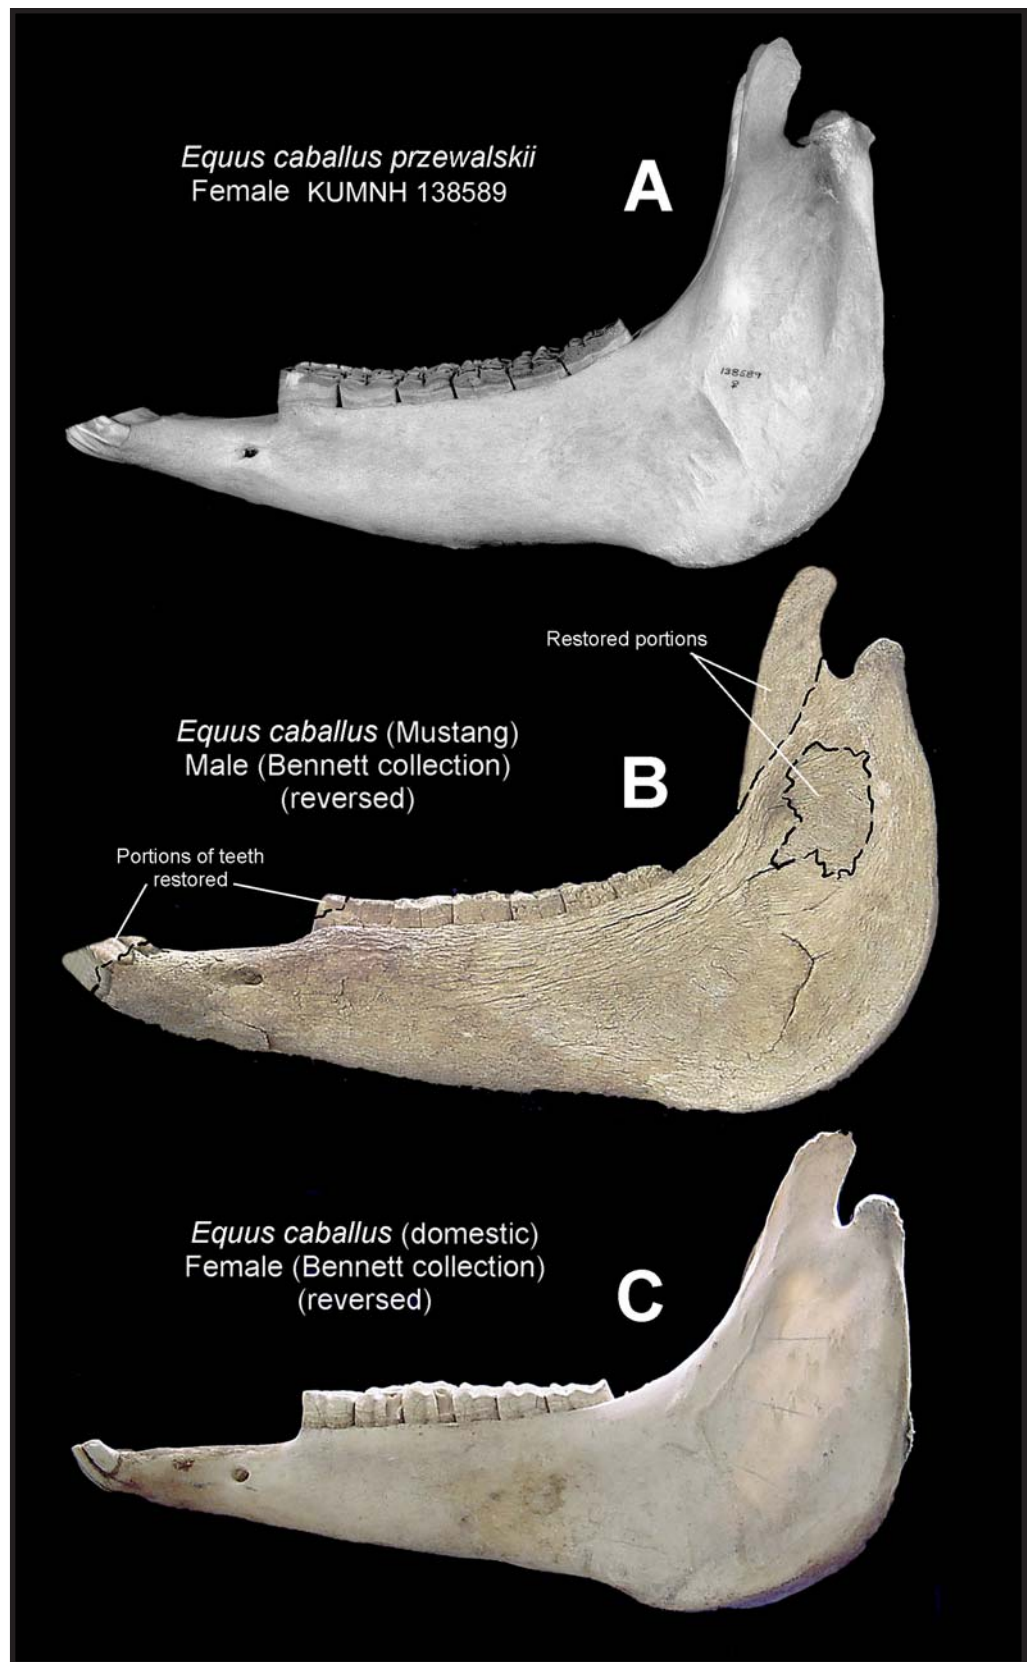 Equus caballus przewalskii
Female KUMNH 138589
A
138589
♀
Restored portions
Equus caballus (Mustang)
Male (Bennett collection)
(reversed)
B
Portions of teeth
restored
Equus caballus (domestic)
Female (Bennett collection)
(reversed)
C